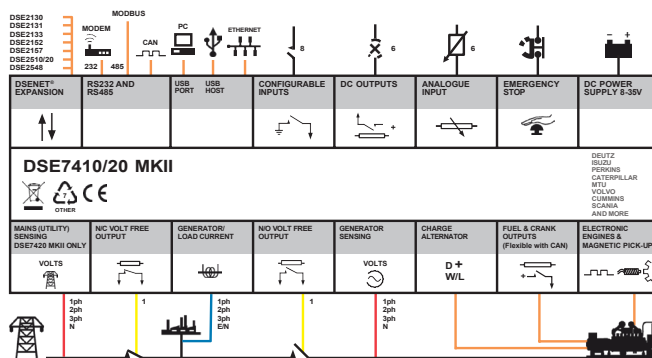 DSE2130
DSE2131
DSE2133
DSE2152
DSE2157
DSE2510/20
DSE2548
MODEM
MODBUS
232
485
CAN
PC
ETHERNET
8
6
6
DSENET®
EXPANSION
RS232 AND
RS485
USB
PORT
USB
HOST
CONFIGURABLE
INPUTS
DC OUTPUTS
ANALOGUE
INPUT
EMERGENCY
STOP
DC POWER
SUPPLY 8-35V
+
DSE7410/20 MKII
7
OTHER
CE
DEUTZ
ISUZU
PERKINS
CATERPILLAR
MTU
VOLVO
CUMMINS
SCANIA
AND MORE
MAINS (UTILITY)
SENSING
DSE7420 MKII ONLY
VOLTS
N/C VOLT FREE
OUTPUT
GENERATOR/
LOAD CURRENT
N/O VOLT FREE
OUTPUT
GENERATOR
SENSING
VOLTS
CHARGE
ALTERNATOR
D+
W/L
FUEL & CRANK
OUTPUTS
(Flexible with CAN)
+
ELECTRONIC
ENGINES &
MAGNETIC PICK-UP
1ph
2ph
3ph
N
1
1ph
2ph
3ph
E/N
1
1ph
2ph
3ph
N